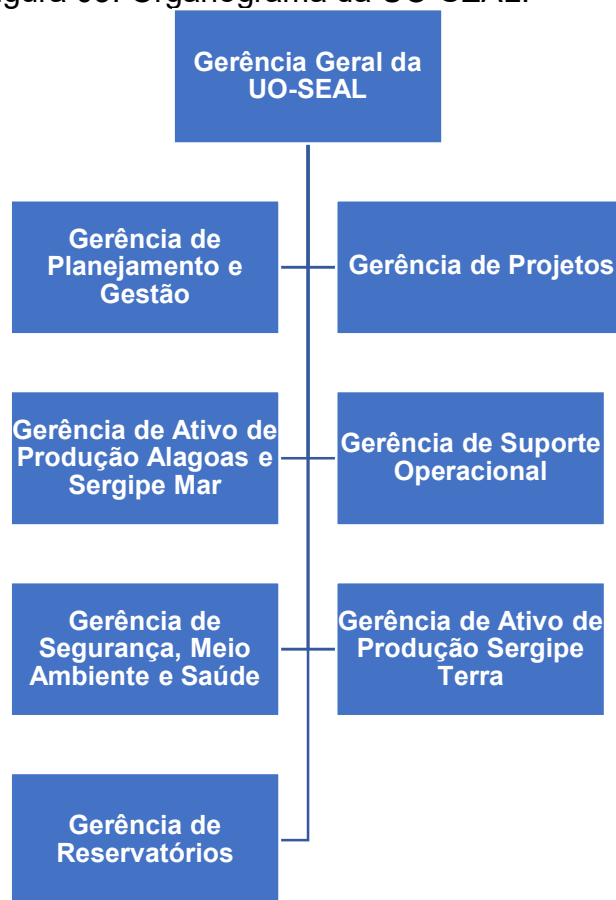 Gerência Geral da
UO-SEAL
Gerência de
Planejamento e
Gestão
Gerência de Projetos
Gerência de Ativo de
Produção Alagoas e
Sergipe Mar
Gerência de Suporte
Operacional
Gerência de
Segurança, Meio
Ambiente e Saúde
Gerência de Ativo de
Produção Sergipe
Terra
Gerência de
Reservatórios